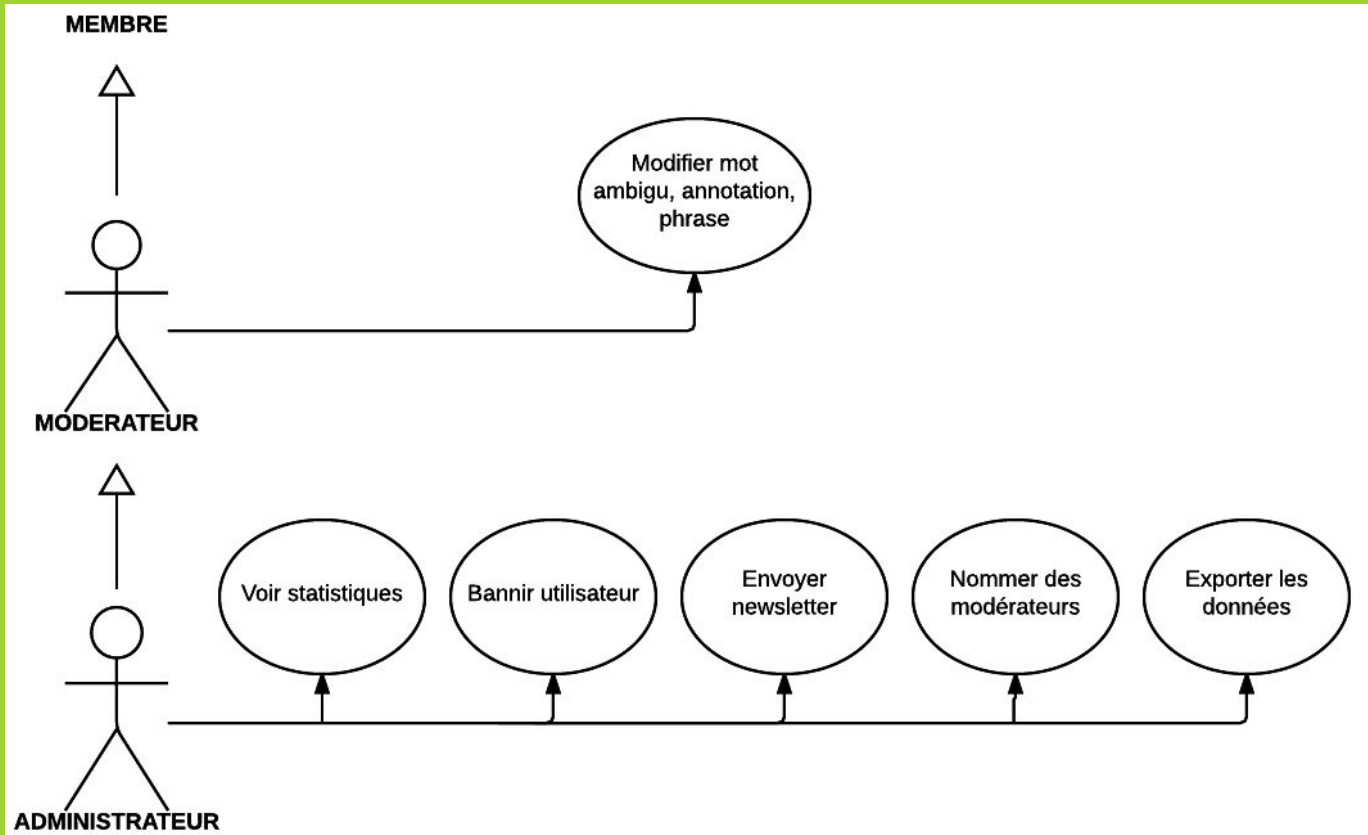 MEMBRE
Modifier mot
ambigu, annotation,
phrase
MODERATEUR
Voir statistiques
Bannir utilisateur
Envoyer
newsletter
Nommer des
modérateurs
Exporter les
données
ADMINISTRATEUR